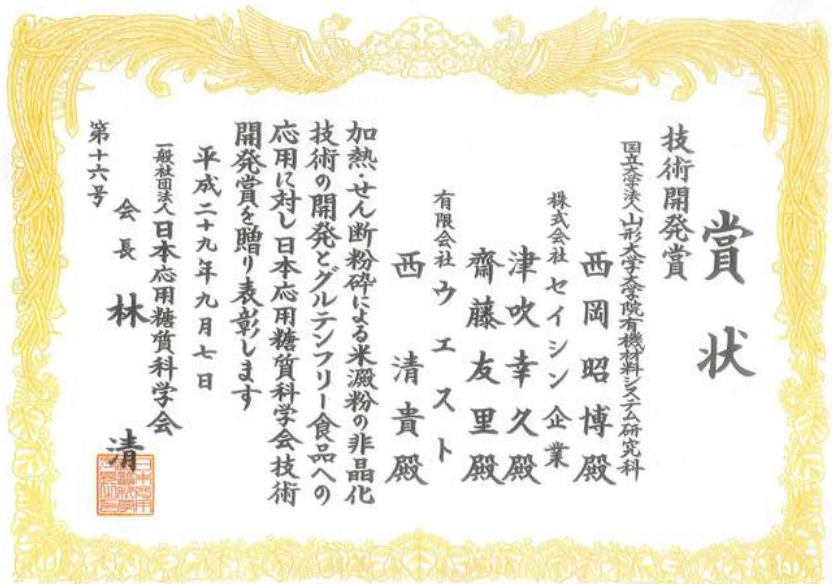 賞状
技術開発賞
国立大学法人山形大学大学院有機材料システム研究科
西岡昭博殿
株式会社セイシン企業
津吹幸久殿
齋藤友里殿
有限会社ウエスト
西清貴殿
加熱・せん断粉砕による米澱粉の非晶化
技術の開発とグルテンフリー食品への
応用に対し日本応用糖質科学会技術
開発賞を贈り表彰します
平成二十九年九月七日
一般社団法人日本応用糖質科学会
会長 林 清
第十六号